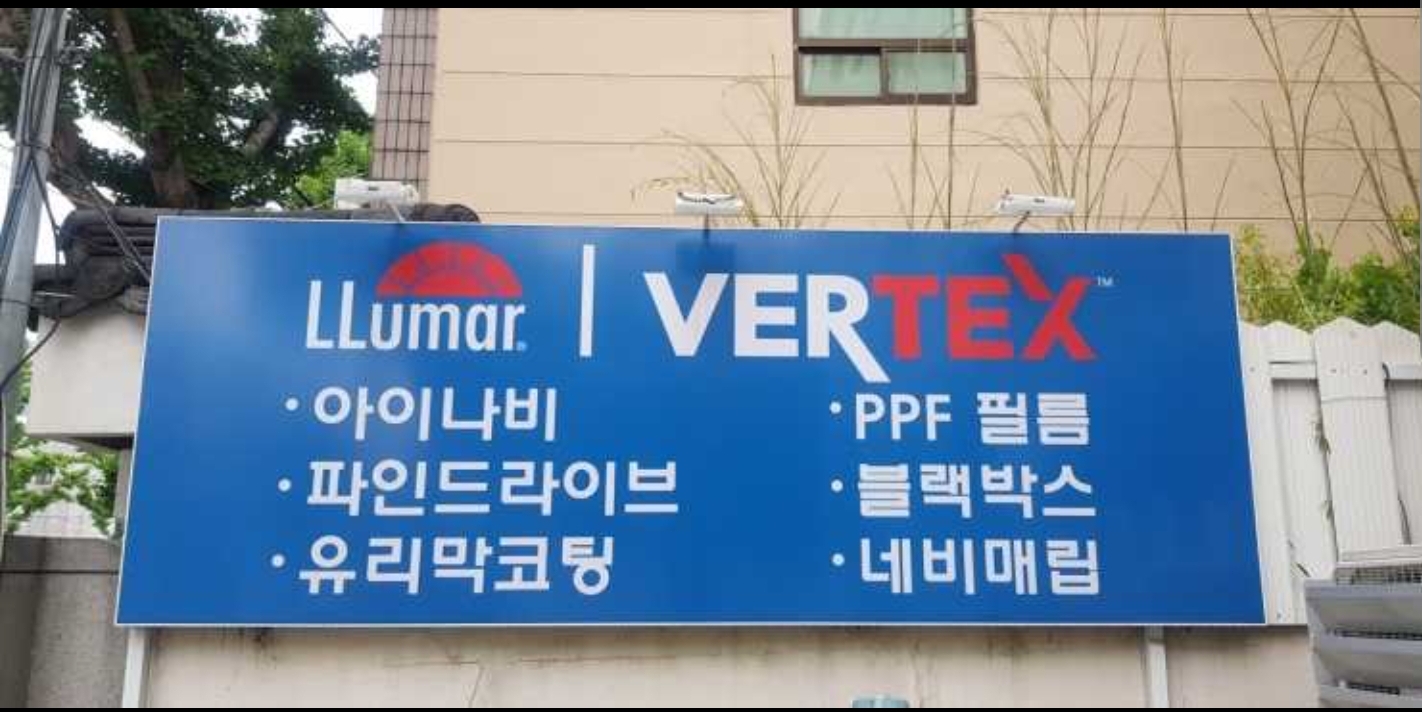 LLumar® | VERTEX™
· 아이나비
· 파인드라이브
· 유리막코팅
· PPF 필름
· 블랙박스
· 네비매립